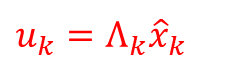 u_k = Λ_k x̂_k